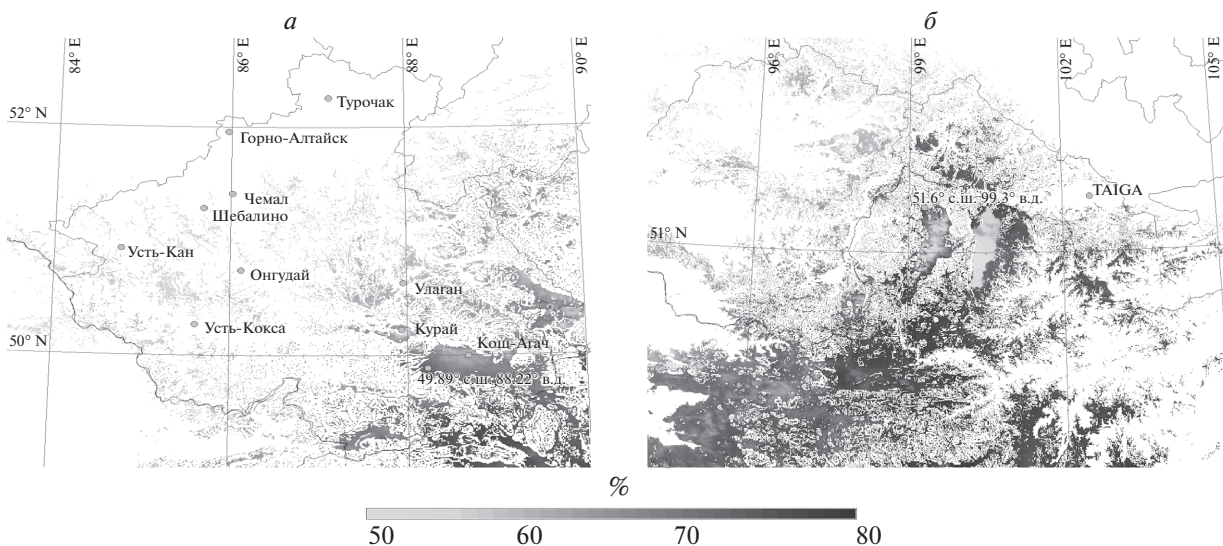 а
84° E
86° E
88° E
90° E
52° N
Турочак
Горно-Алтайск
Чемал
Шебалино
Усть-Кан
Онгудай
Улаган
Усть-Кокса
Курай
50° N
Кош-Агач
49.89° с.ш. 88.22° в.д.
б
96° E
99° E
102° E
105° E
TAIGA
51.6° с.ш. 99.3° в.д.
51° N
%
50 60 70 80